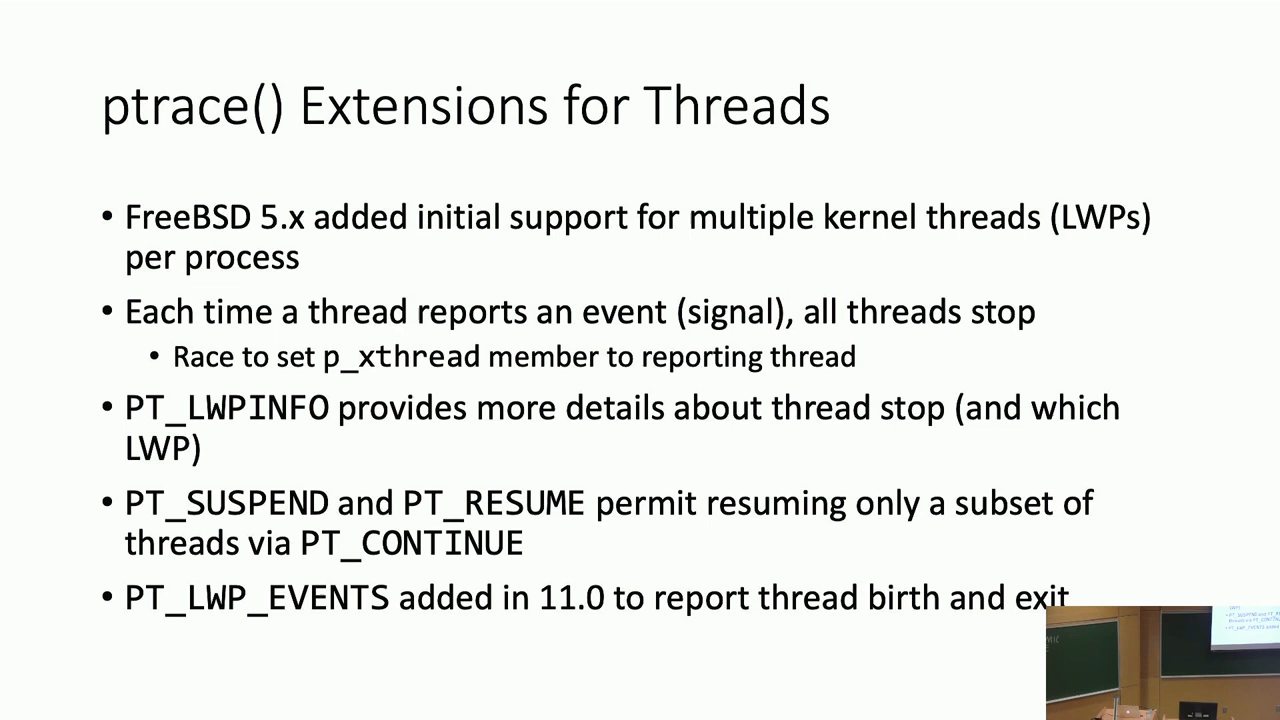 ptrace() Extensions for Threads
• FreeBSD 5.x added initial support for multiple kernel threads (LWPs)
per process
• Each time a thread reports an event (signal), all threads stop
• Race to set p_xthread member to reporting thread
• PT_LWPINFO provides more details about thread stop (and which
LWP)
• PT_SUSPEND and PT_RESUME permit resuming only a subset of
threads via PT_CONTINUE
• PT_LWP_EVENTS added in 11.0 to report thread birth and exit